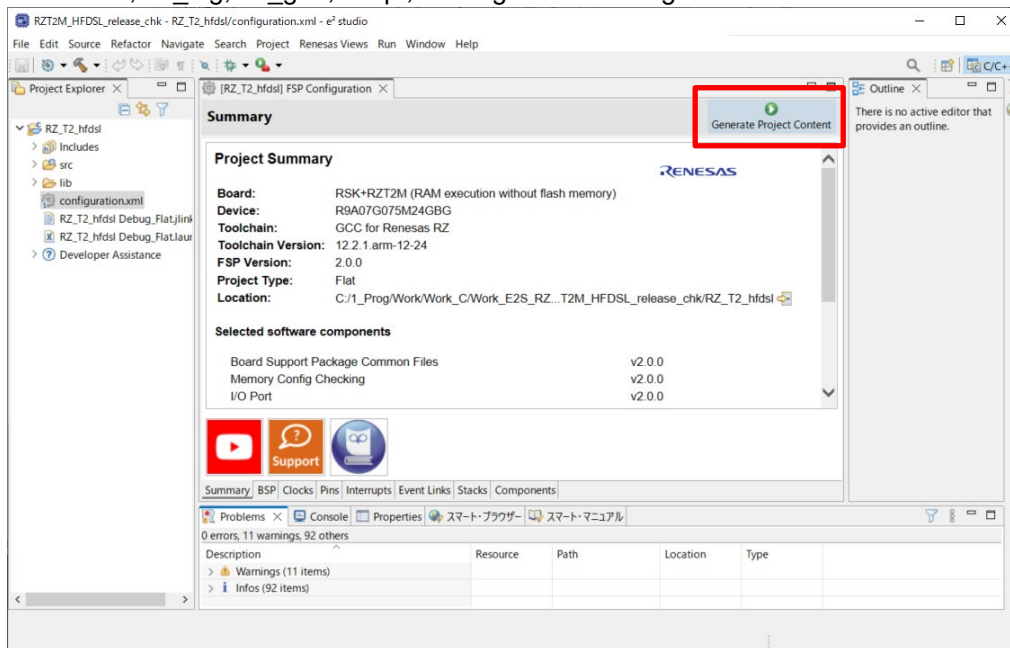 RZT2M_HFDSL_release_chk - RZ_T2_hfdsl/configuration.xml - e² studio
File Edit Source Refactor Navigate Search Project Renesas Views Run Window Help
C/C+
Project Explorer
[RZ_T2_hfdsl] FSP Configuration
Outline
Summary
Generate Project Content
There is no active editor that
provides an outline.
RZ_T2_hfdsl
Includes
src
lib
configuration.xml
RZ_T2_hfdsl Debug_Flat.jlink
RZ_T2_hfdsl Debug_Flat.laur
Developer Assistance
Project Summary
RENESAS
Board: RSK+RZT2M (RAM execution without flash memory)
Device: R9A07G075M24GBG
Toolchain: GCC for Renesas RZ
Toolchain Version: 12.2.1.arm-12-24
FSP Version: 2.0.0
Project Type: Flat
Location: C:/1_Prog/Work/Work_C/Work_E2S_RZ...T2M_HFDSL_release_chk/RZ_T2_hfdsl
Selected software components
Board Support Package Common Files v2.0.0
Memory Config Checking v2.0.0
I/O Port v2.0.0
Support
Summary BSP Clocks Pins Interrupts Event Links Stacks Components
Problems Console Properties スマート・ブラウザー スマート・マニュアル
0 errors, 11 warnings, 92 others
Description Resource Path Location Type
Warnings (11 items)
Infos (92 items)